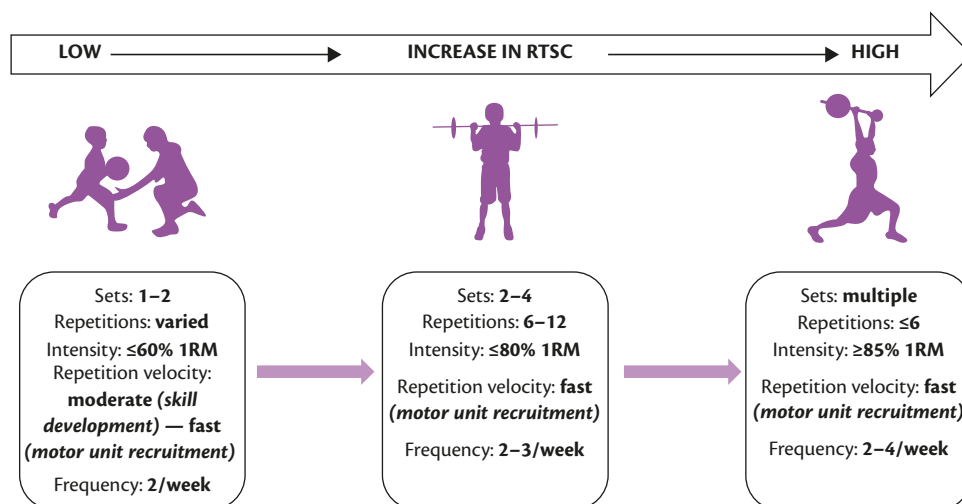 LOW INCREASE IN RTSC HIGH
Sets: 1–2
Repetitions: varied
Intensity: ≤60% 1RM
Repetition velocity:
moderate (skill
development) — fast
(motor unit recruitment)
Frequency: 2/week
Sets: 2–4
Repetitions: 6–12
Intensity: ≤80% 1RM
Repetition velocity: fast
(motor unit recruitment)
Frequency: 2–3/week
Sets: multiple
Repetitions: ≤6
Intensity: ≥85% 1RM
Repetition velocity: fast
(motor unit recruitment)
Frequency: 2–4/week